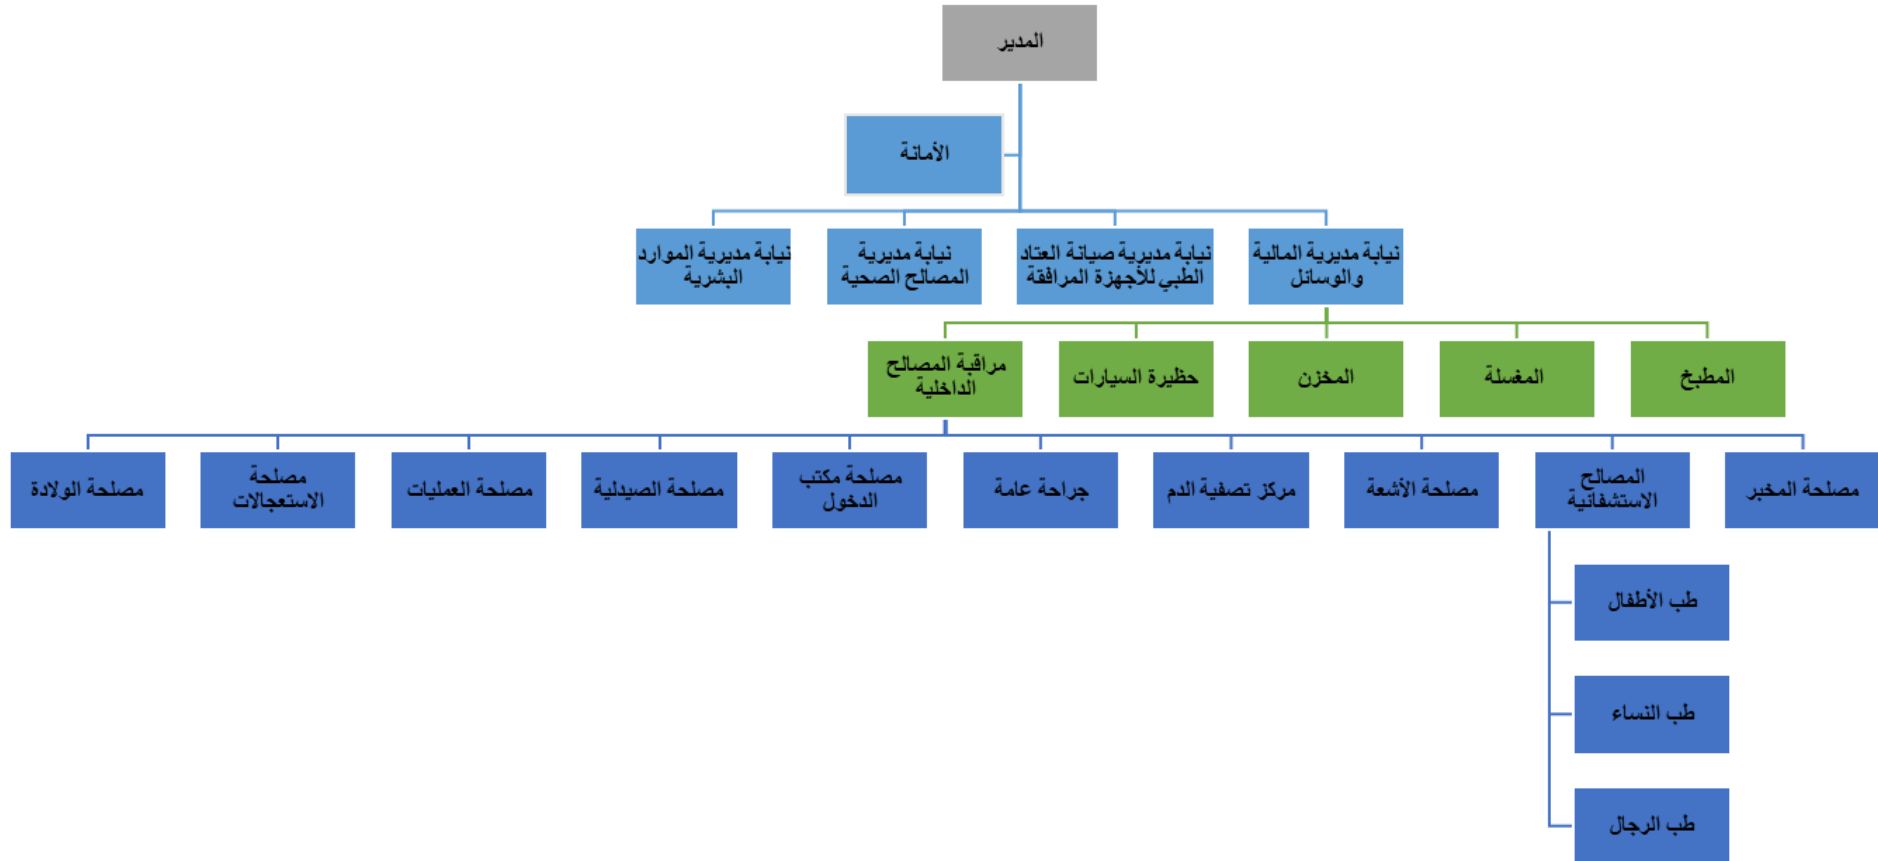 المدير
الأمانة
نيابة مديرية المالية
والوسائل
نيابة مديرية صيانة العتاد
الطبي للأجهزة المرافقة
نيابة مديرية
المصالح الصحية
نيابة مديرية الموارد
البشرية
المطبخ
المغسلة
المخزن
حظيرة السيارات
مراقبة المصالح
الداخلية
مصلحة المخبر
المصالح
الاستشفائية
مصلحة الأشعة
مركز تصفية الدم
جراحة عامة
مصلحة مكتب
الدخول
مصلحة الصيدلية
مصلحة العمليات
مصلحة
الاستعجالات
مصلحة الولادة
طب الأطفال
طب النساء
طب الرجال